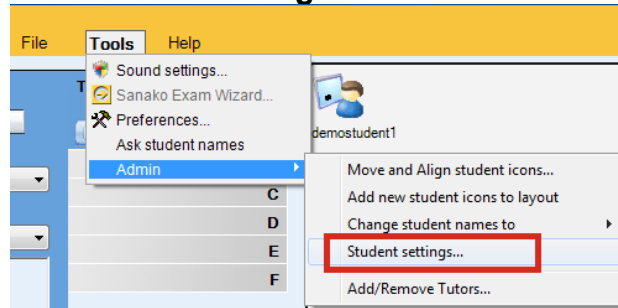 File Tools Help
Sound settings...
Sanako Exam Wizard...
Preferences...
Ask student names
Admin
demostudent1
Move and Align student icons...
Add new student icons to layout
Change student names to
Student settings...
Add/Remove Tutors...
C
D
E
F